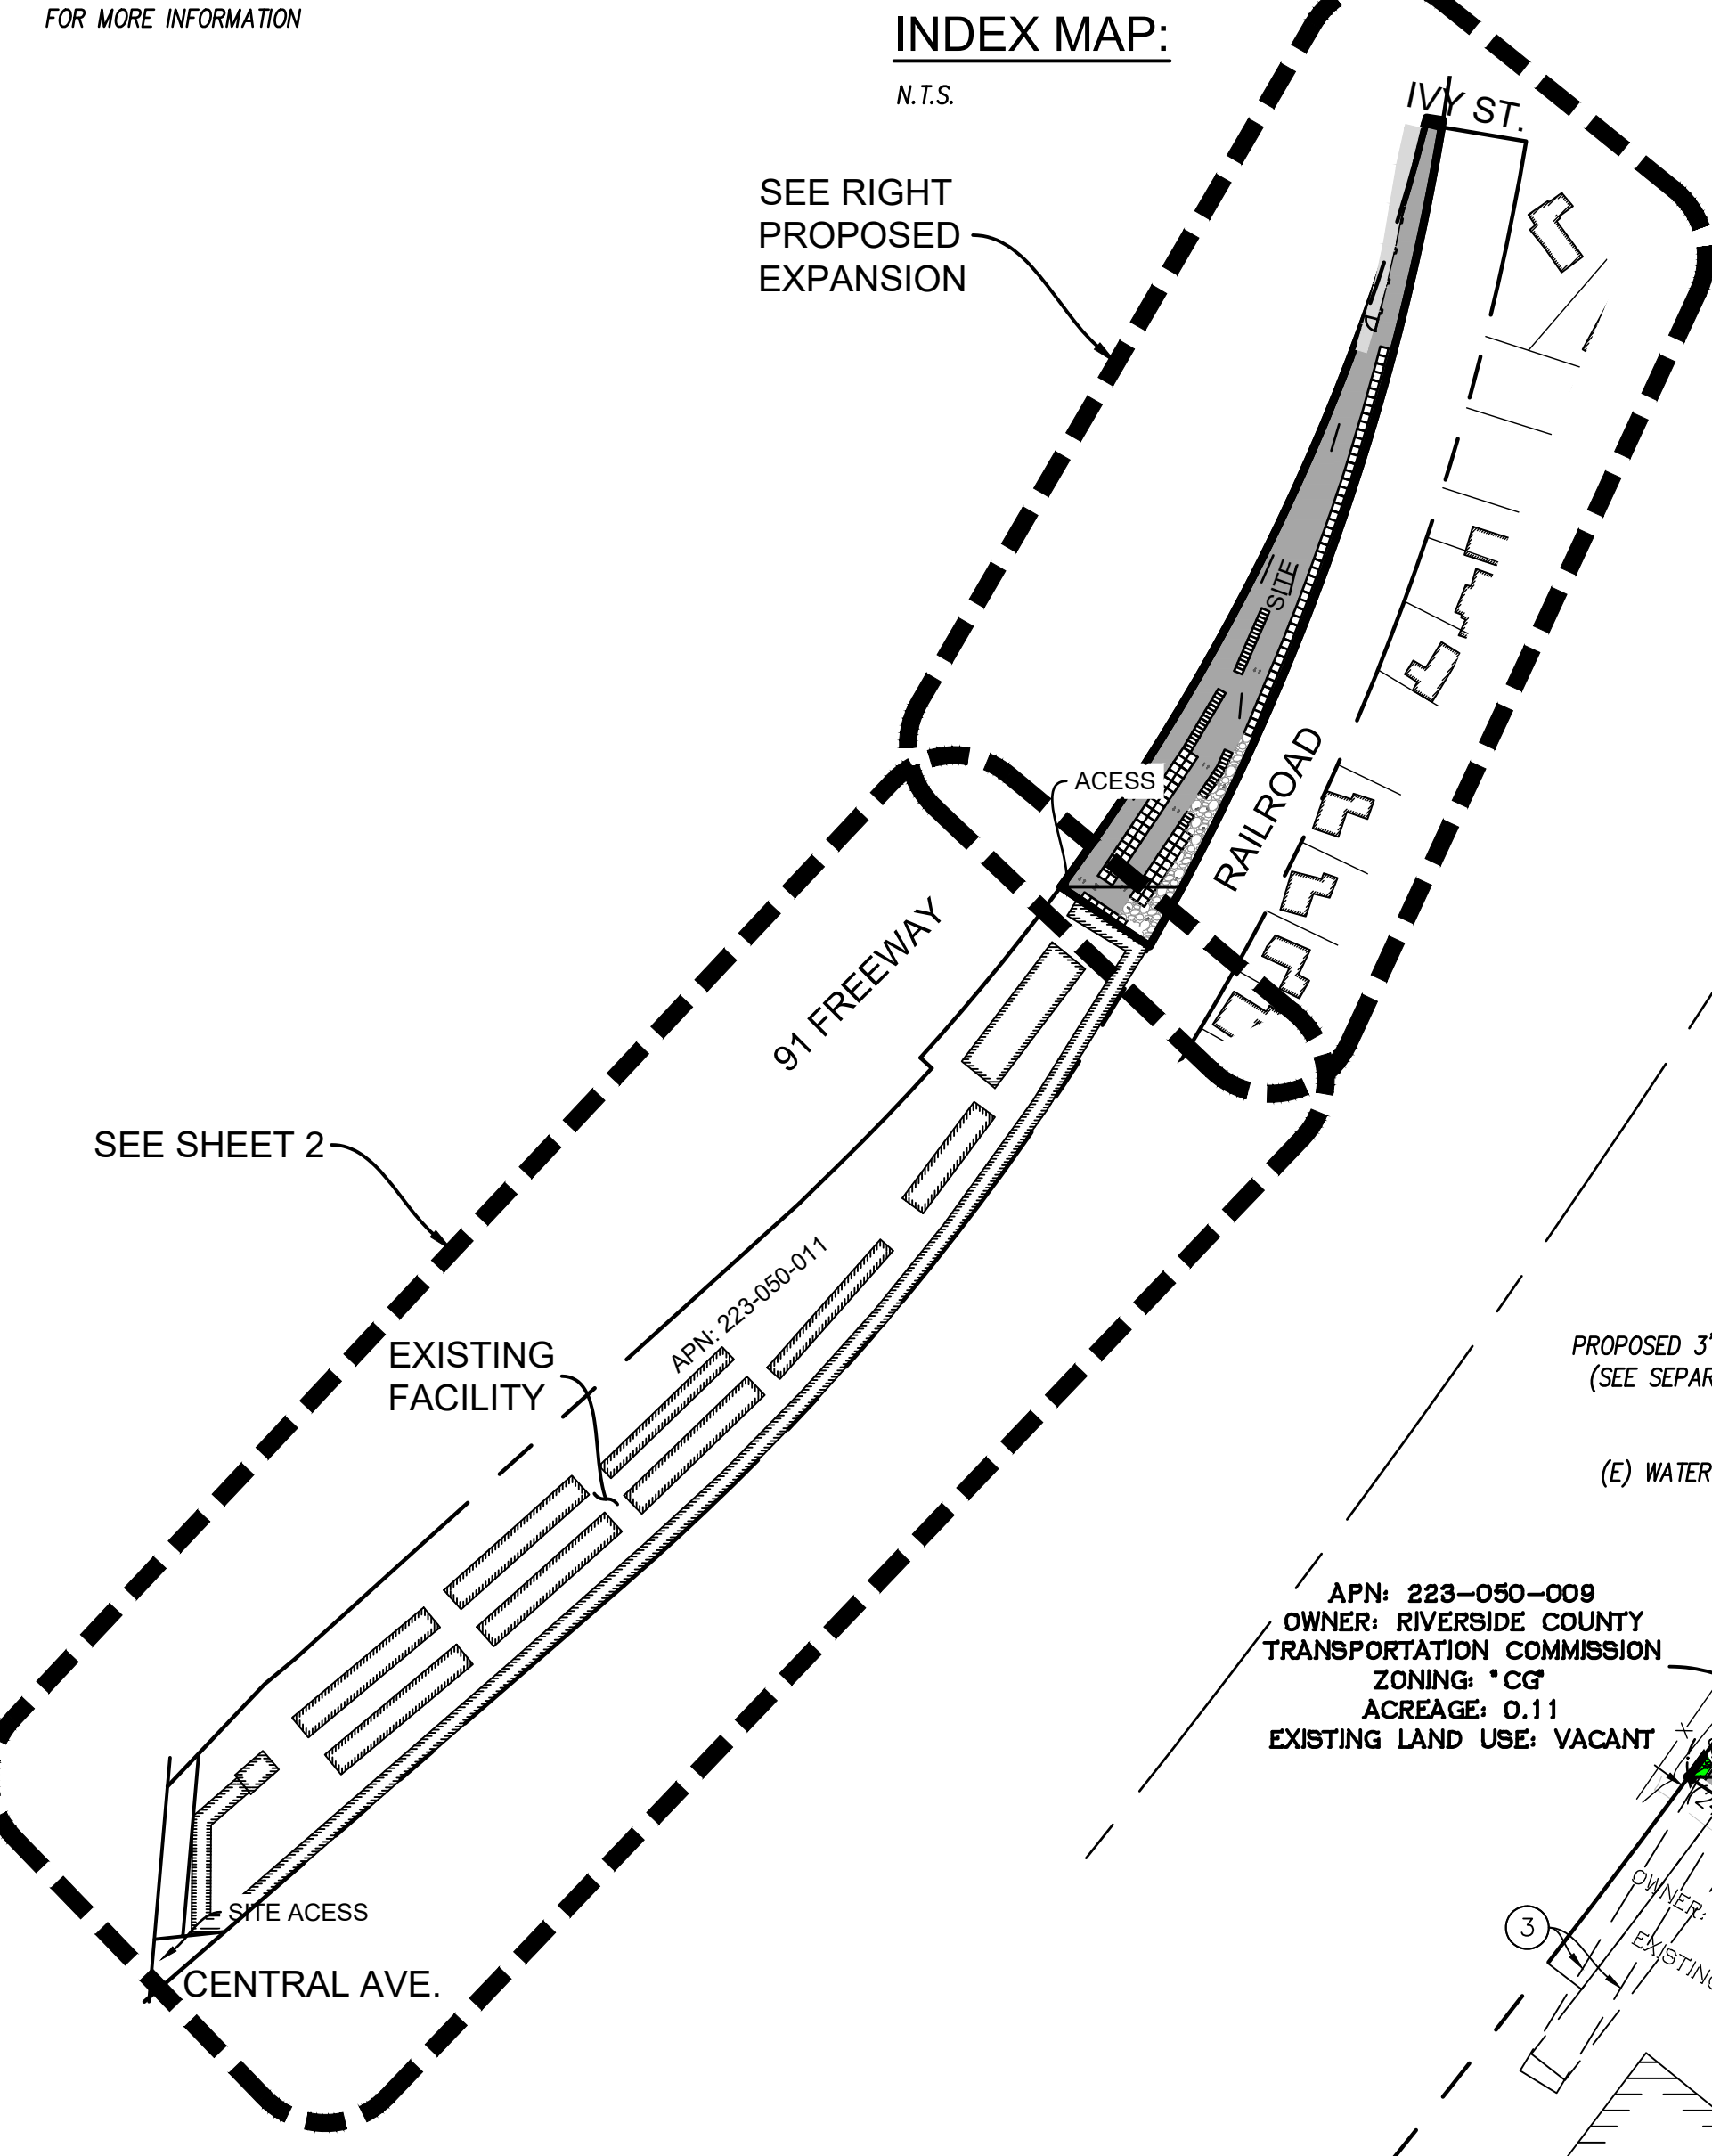 FOR MORE INFORMATION
INDEX MAP:
N.T.S.
IVY ST.
SEE RIGHT
PROPOSED
EXPANSION
SITE
RAILROAD
ACESS
91 FREEWAY
SEE SHEET 2
APN: 223-050-011
EXISTING
FACILITY
SITE ACESS
CENTRAL AVE.
PROPOSED 3"
(SEE SEPAR
(E) WATER
APN: 223-050-009
OWNER: RIVERSIDE COUNTY
TRANSPORTATION COMMISSION
ZONING: "CG"
ACREAGE: 0.11
EXISTING LAND USE: VACANT
OWNER:
EXISTING
3